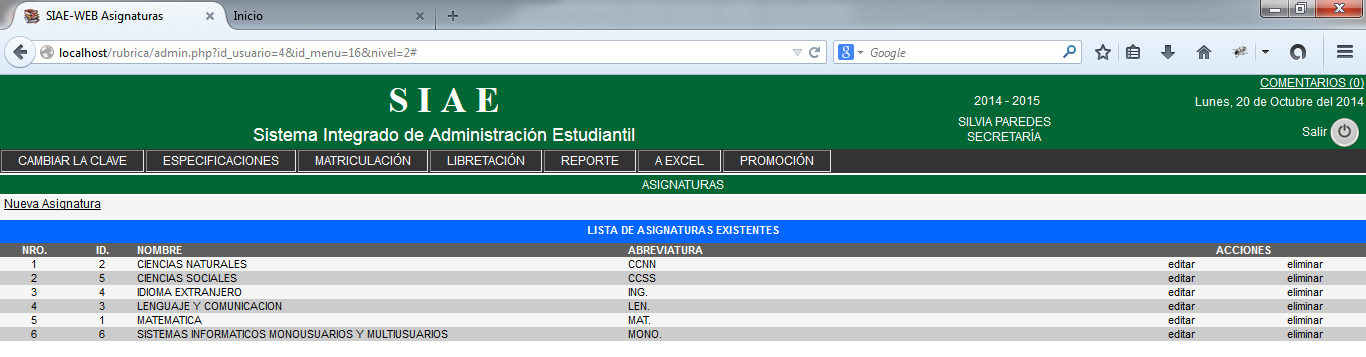 SIAE-WEB Asignaturas
Inicio
localhost/rubrica/admin.php?id_usuario=4&id_menu=16&nivel=2#
Google
COMENTARIOS (0)
S I A E
2014 - 2015
Lunes, 20 de Octubre del 2014
SILVIA PAREDES
Sistema Integrado de Administración Estudiantil
SECRETARÍA
Salir
CAMBIAR LA CLAVE ESPECIFICACIONES MATRICULACIÓN LIBRETACIÓN REPORTE A EXCEL PROMOCIÓN
ASIGNATURAS
Nueva Asignatura
LISTA DE ASIGNATURAS EXISTENTES
NRO. ID. NOMBRE ABREVIATURA ACCIONES
1 2 CIENCIAS NATURALES CCNN editar eliminar
2 5 CIENCIAS SOCIALES CCSS editar eliminar
3 4 IDIOMA EXTRANJERO ING. editar eliminar
4 3 LENGUAJE Y COMUNICACION LEN. editar eliminar
5 1 MATEMATICA MAT. editar eliminar
6 6 SISTEMAS INFORMATICOS MONOUSUARIOS Y MULTIUSUARIOS MONO. editar eliminar